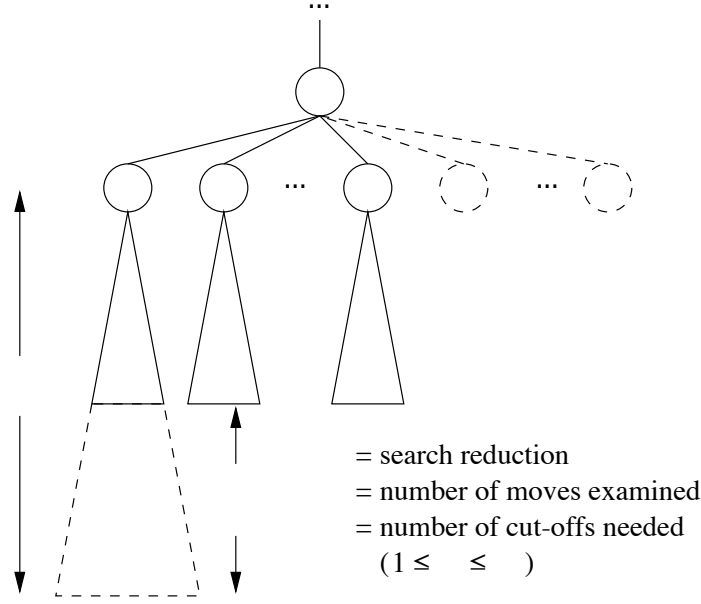 ...
... ...
= search reduction
= number of moves examined
= number of cut-offs needed
(1 ≤ ≤ )